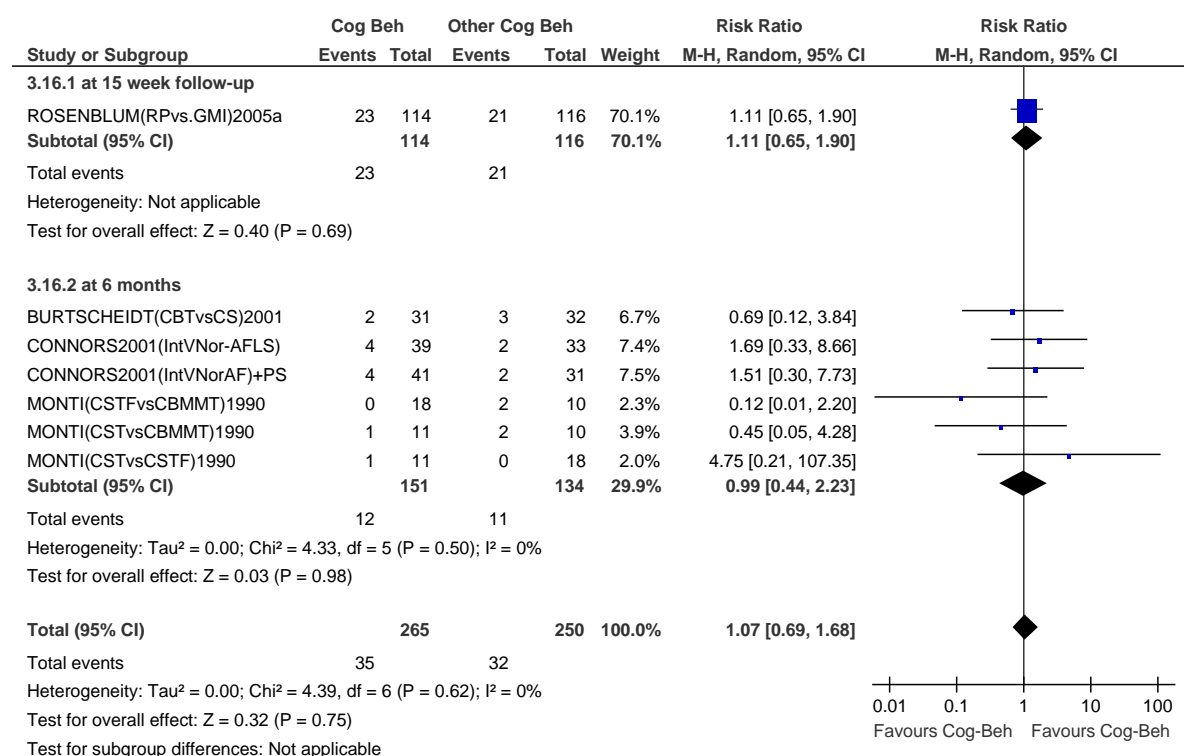 Cog Beh Other Cog Beh Risk Ratio Risk Ratio
Study or Subgroup Events Total Events Total Weight M-H, Random, 95% CI M-H, Random, 95% CI
3.16.1 at 15 week follow-up
ROSENBLUM(RPvs.GMI)2005a 23 114 21 116 70.1% 1.11 [0.65, 1.90]
Subtotal (95% CI) 114 116 70.1% 1.11 [0.65, 1.90]
Total events 23 21
Heterogeneity: Not applicable
Test for overall effect: Z = 0.40 (P = 0.69)
3.16.2 at 6 months
BURTSCHEIDT(CBTvsCS)2001 2 31 3 32 6.7% 0.69 [0.12, 3.84]
CONNORS2001(IntVNor-AFLS) 4 39 2 33 7.4% 1.69 [0.33, 8.66]
CONNORS2001(IntVNorAF)+PS 4 41 2 31 7.5% 1.51 [0.30, 7.73]
MONTI(CSTFvsCBMMT)1990 0 18 2 10 2.3% 0.12 [0.01, 2.20]
MONTI(CSTvsCBMMT)1990 1 11 2 10 3.9% 0.45 [0.05, 4.28]
MONTI(CSTvsCSTF)1990 1 11 0 18 2.0% 4.75 [0.21, 107.35]
Subtotal (95% CI) 151 134 29.9% 0.99 [0.44, 2.23]
Total events 12 11
Heterogeneity: Tau² = 0.00; Chi² = 4.33, df = 5 (P = 0.50); I² = 0%
Test for overall effect: Z = 0.03 (P = 0.98)
Total (95% CI) 265 250 100.0% 1.07 [0.69, 1.68]
Total events 35 32
Heterogeneity: Tau² = 0.00; Chi² = 4.39, df = 6 (P = 0.62); I² = 0%
Test for overall effect: Z = 0.32 (P = 0.75)
Test for subgroup differences: Not applicable
0.01 0.1 1 10 100
Favours Cog-Beh Favours Cog-Beh